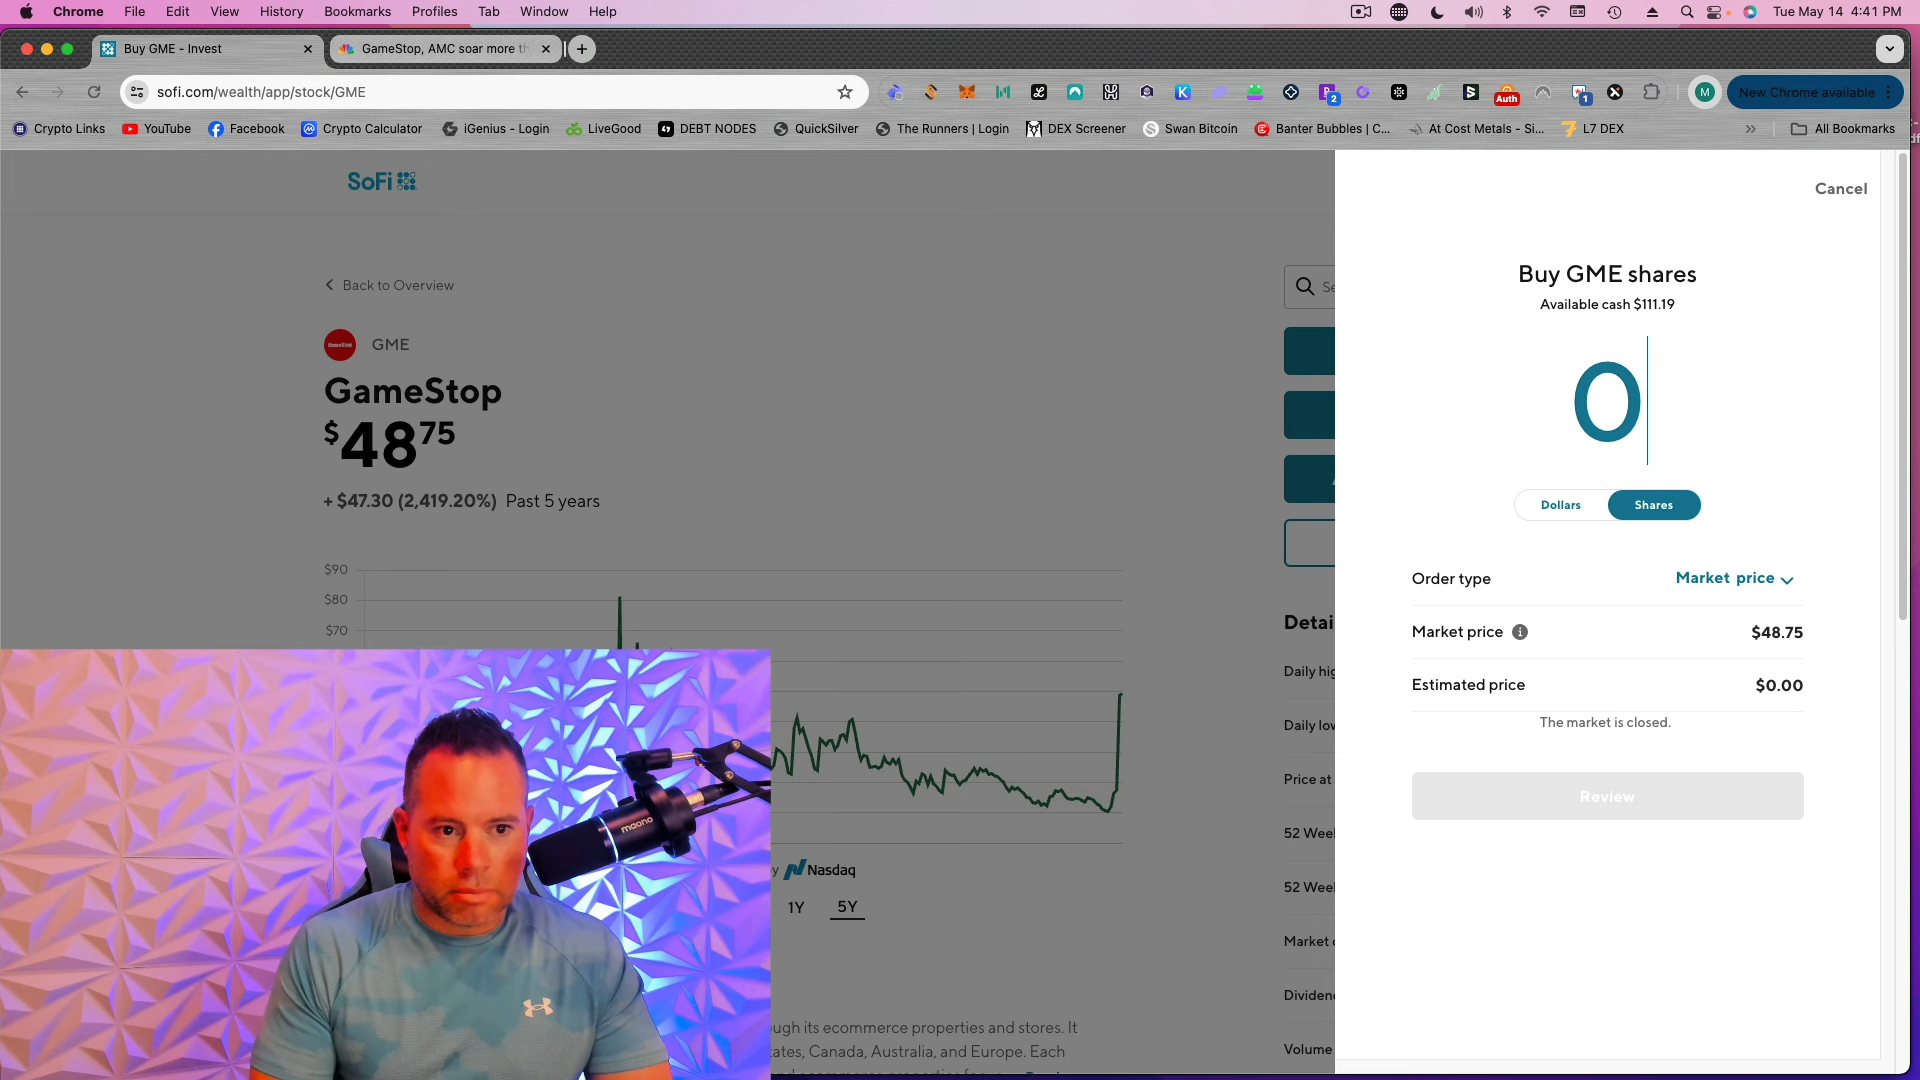 Chrome File Edit View History Bookmarks Profiles Tab Window Help Tue May 14 4:41 PM
Buy GME - Invest GameStop, AMC soar more th
sofi.com/wealth/app/stock/GME 2 Auth 1 M New Chrome available
Crypto Links YouTube Facebook Crypto Calculator iGenius - Login LiveGood DEBT NODES QuickSilver The Runners | Login DEX Screener Swan Bitcoin Banter Bubbles | C... At Cost Metals - Si... L7 DEX » All Bookmarks
SoFi
Cancel
Back to Overview
Se
GME
GameStop
$48 75
+ $47.30 (2,419.20%) Past 5 years
$90
$80
$70
Nasdaq
1Y 5Y
ugh its ecommerce properties and stores. It
ates, Canada, Australia, and Europe. Each
Detai
Daily hig
Daily low
Price at
52 Wee
52 Wee
Market
Dividen
Volume
Buy GME shares
Available cash $111.19
0
Dollars Shares
Order type Market price
Market price $48.75
Estimated price $0.00
The market is closed.
Review
maono